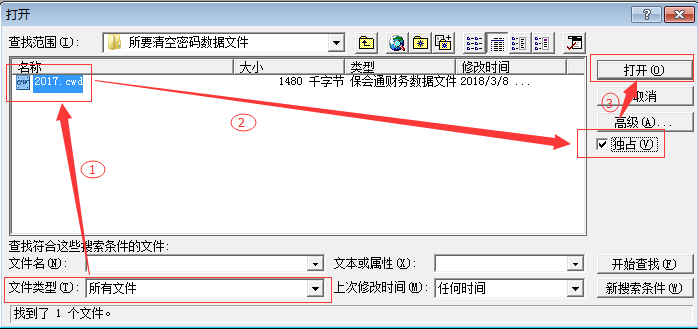 打开
查找范围(I): 所要清空密码数据文件
名称 大小 类型 修改时间
2017.cwd 1480 千字节 保会通财务数据文件 2018/3/8 ...
打开(O)
取消
高级(A)...
独占(V)
①
②
③
查找符合这些搜索条件的文件:
文件名(N): 文本或属性(X): 开始查找(F)
文件类型(T): 所有文件 上次修改时间(M): 任何时间 新搜索条件(W)
找到了 1 个文件。